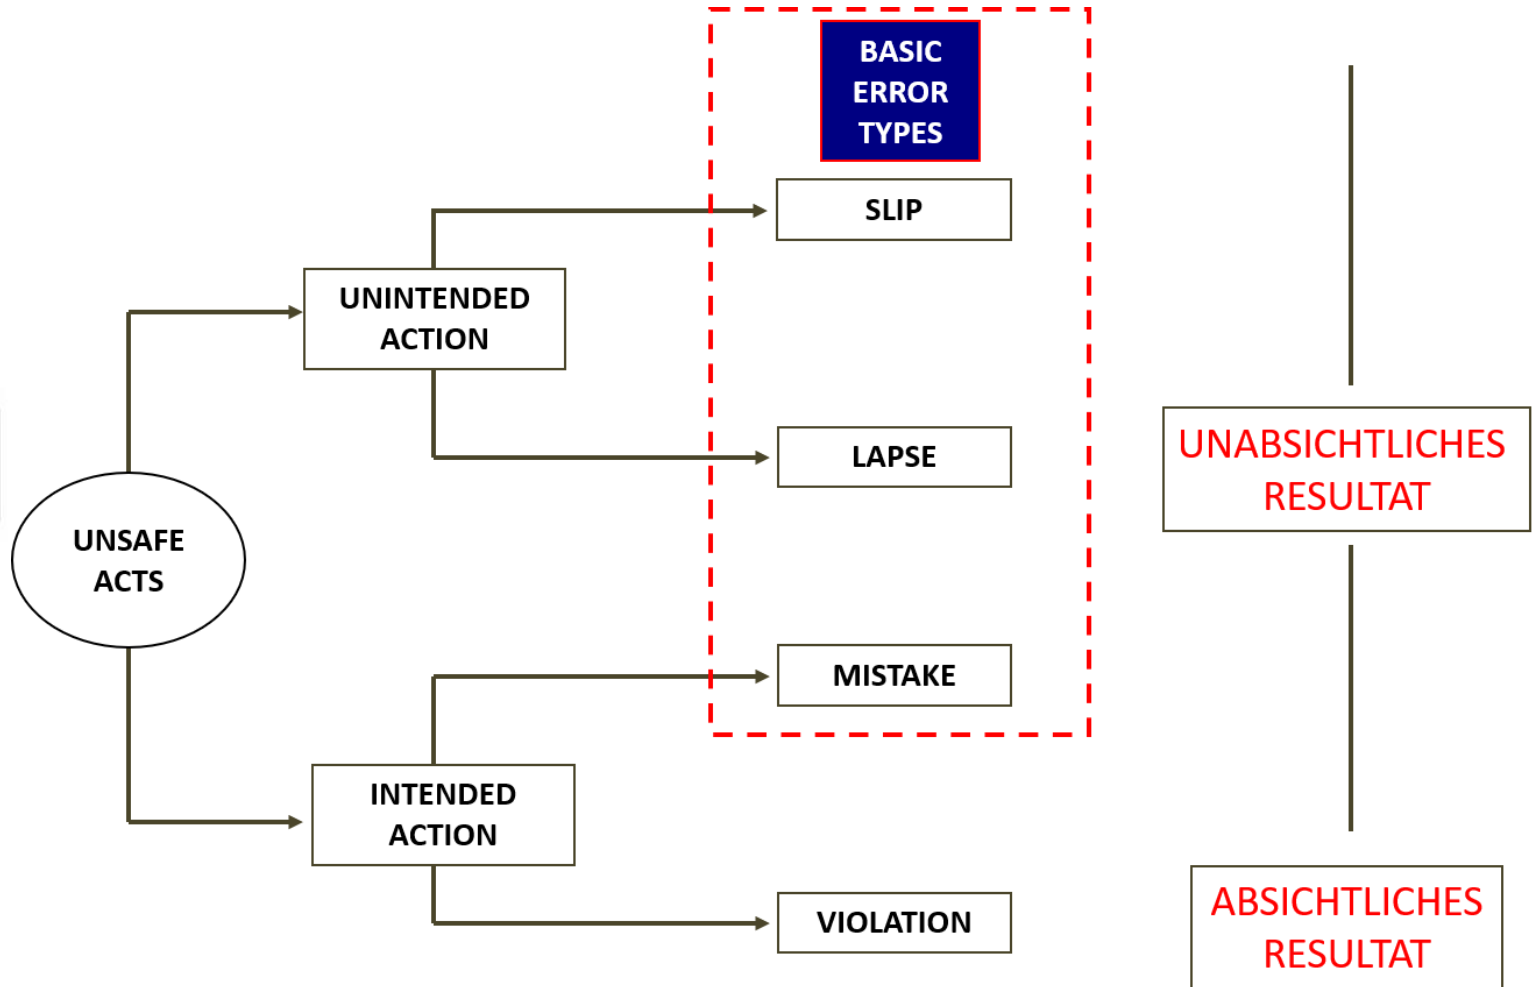 BASIC
ERROR
TYPES
SLIP
UNINTENDED
ACTION
LAPSE
UNABSICHTLICHES
RESULTAT
UNSAFE
ACTS
MISTAKE
INTENDED
ACTION
VIOLATION
ABSICHTLICHES
RESULTAT